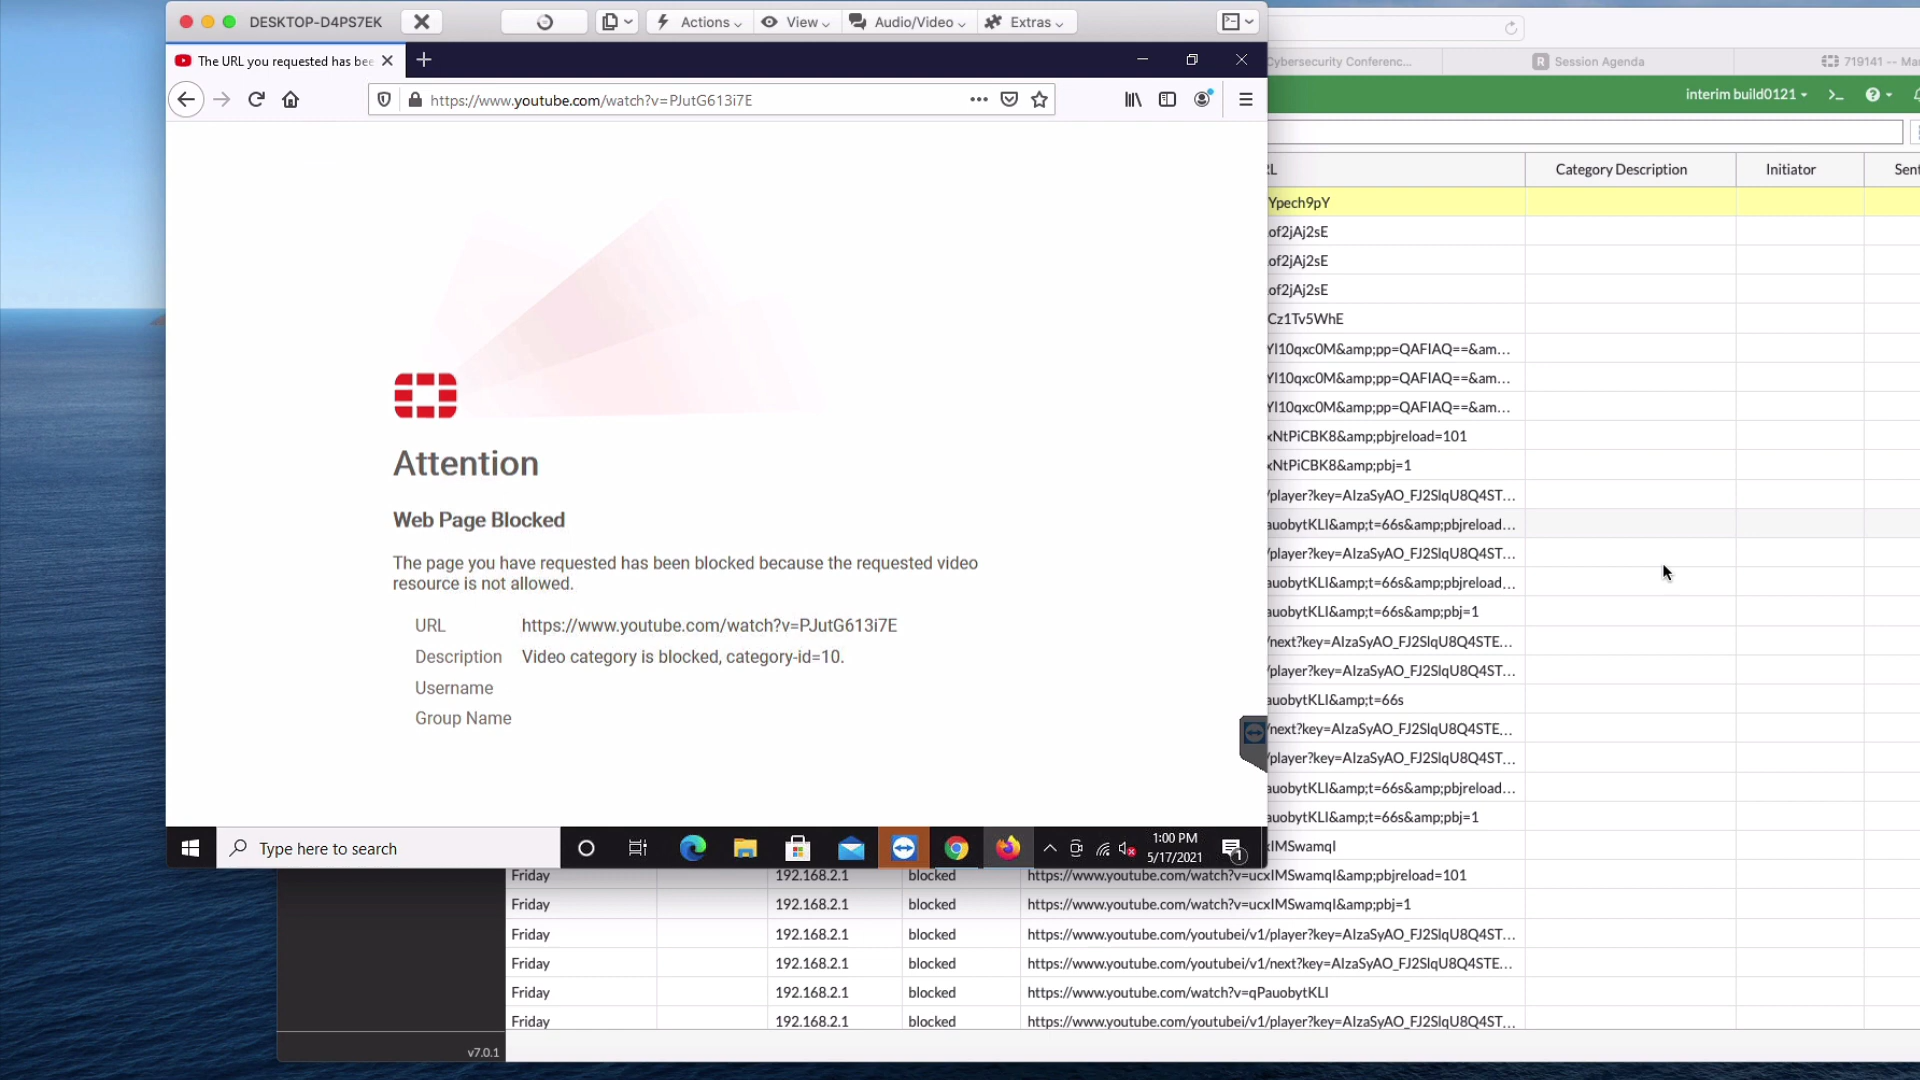 DESKTOP-D4PS7EK
Actions
View
Audio/Video
Extras
The URL you requested has bee
https://www.youtube.com/watch?v=PJutG613i7E
Attention
Web Page Blocked
The page you have requested has been blocked because the requested video
resource is not allowed.
URL https://www.youtube.com/watch?v=PJutG613i7E
Description Video category is blocked, category-id=10.
Username
Group Name
Type here to search
1:00 PM
5/17/2021
1
Cybersecurity Conferenc...
R Session Agenda
719141 -- Mas
interim build0121
Category Description Initiator Sent
Ypech9pY
of2jAj2sE
of2jAj2sE
of2jAj2sE
Cz1Tv5WhE
Yl10qxc0M&amp;pp=QAFIAQ==&am...
Yl10qxc0M&amp;pp=QAFIAQ==&am...
Yl10qxc0M&amp;pp=QAFIAQ==&am...
xNtPiCBK8&amp;pbjreload=101
xNtPiCBK8&amp;pbj=1
/player?key=AIzaSyAO_FJ2SlqU8Q4ST...
auobytKLI&amp;t=66s&amp;pbjreload...
/player?key=AIzaSyAO_FJ2SlqU8Q4ST...
auobytKLI&amp;t=66s&amp;pbjreload...
auobytKLI&amp;t=66s&amp;pbj=1
/next?key=AIzaSyAO_FJ2SlqU8Q4STE...
/player?key=AIzaSyAO_FJ2SlqU8Q4ST...
auobytKLI&amp;t=66s
/next?key=AIzaSyAO_FJ2SlqU8Q4STE...
/player?key=AIzaSyAO_FJ2SlqU8Q4ST...
auobytKLI&amp;t=66s&amp;pbjreload...
auobytKLI&amp;t=66s&amp;pbj=1
IMSwamqI
Friday 192.168.2.1 blocked https://www.youtube.com/watch?v=ucxIMSwamqI&amp;pbjreload=101
Friday 192.168.2.1 blocked https://www.youtube.com/watch?v=ucxIMSwamqI&amp;pbj=1
Friday 192.168.2.1 blocked https://www.youtube.com/youtubei/v1/player?key=AIzaSyAO_FJ2SlqU8Q4ST...
Friday 192.168.2.1 blocked https://www.youtube.com/youtubei/v1/next?key=AIzaSyAO_FJ2SlqU8Q4STE...
Friday 192.168.2.1 blocked https://www.youtube.com/watch?v=qPauobytKLI
Friday 192.168.2.1 blocked https://www.youtube.com/youtubei/v1/player?key=AIzaSyAO_FJ2SlqU8Q4ST...
v7.0.1